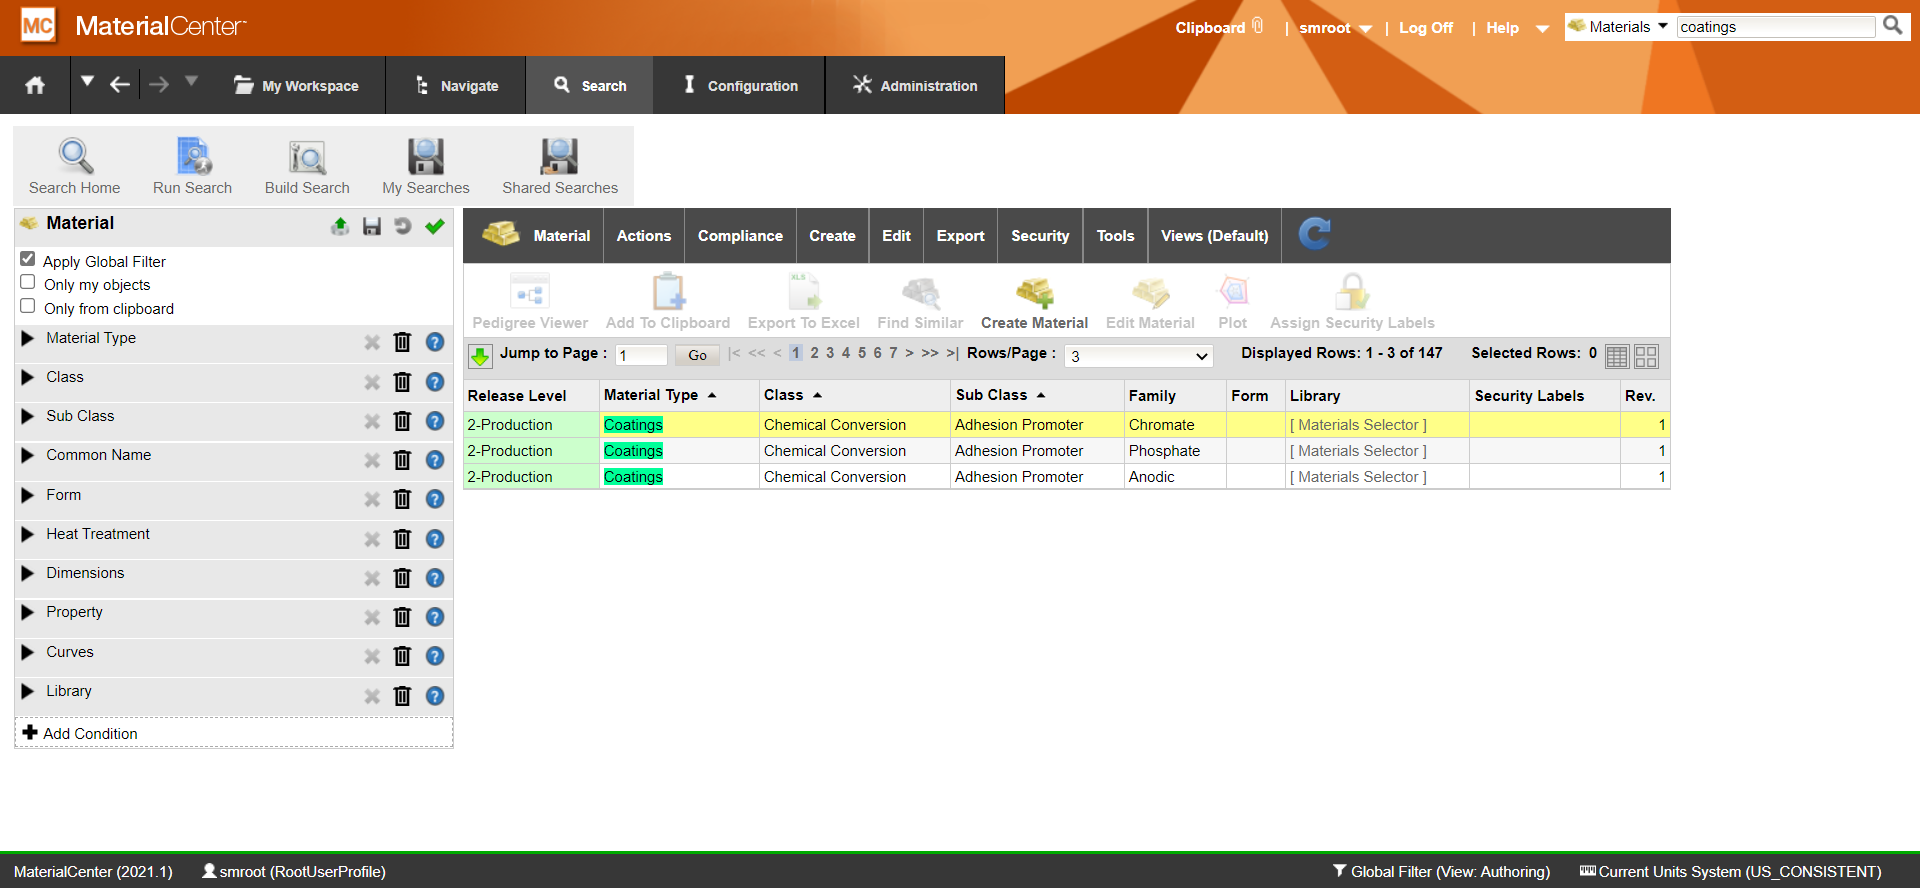 MC MaterialCenter™
Clipboard | smroot | Log Off | Help
Materials coatings
My Workspace Navigate Search Configuration Administration
Search Home Run Search Build Search My Searches Shared Searches
Material
Apply Global Filter
Only my objects
Only from clipboard
Material Type ?
Class ?
Sub Class ?
Common Name ?
Form ?
Heat Treatment ?
Dimensions ?
Property ?
Curves ?
Library ?
Add Condition
Material Actions Compliance Create Edit Export Security Tools Views (Default)
XLS
Pedigree Viewer Add To Clipboard Export To Excel Find Similar Create Material Edit Material Plot Assign Security Labels
Jump to Page : 1 Go |< << < 1 2 3 4 5 6 7 > >> >| Rows/Page : 3 Displayed Rows: 1 - 3 of 147 Selected Rows: 0
Release Level Material Type Class Sub Class Family Form Library Security Labels Rev.
2-Production Coatings Chemical Conversion Adhesion Promoter Chromate [ Materials Selector ] 1
2-Production Coatings Chemical Conversion Adhesion Promoter Phosphate [ Materials Selector ] 1
2-Production Coatings Chemical Conversion Adhesion Promoter Anodic [ Materials Selector ] 1
MaterialCenter (2021.1) smroot (RootUserProfile) Global Filter (View: Authoring) Current Units System (US_CONSISTENT)